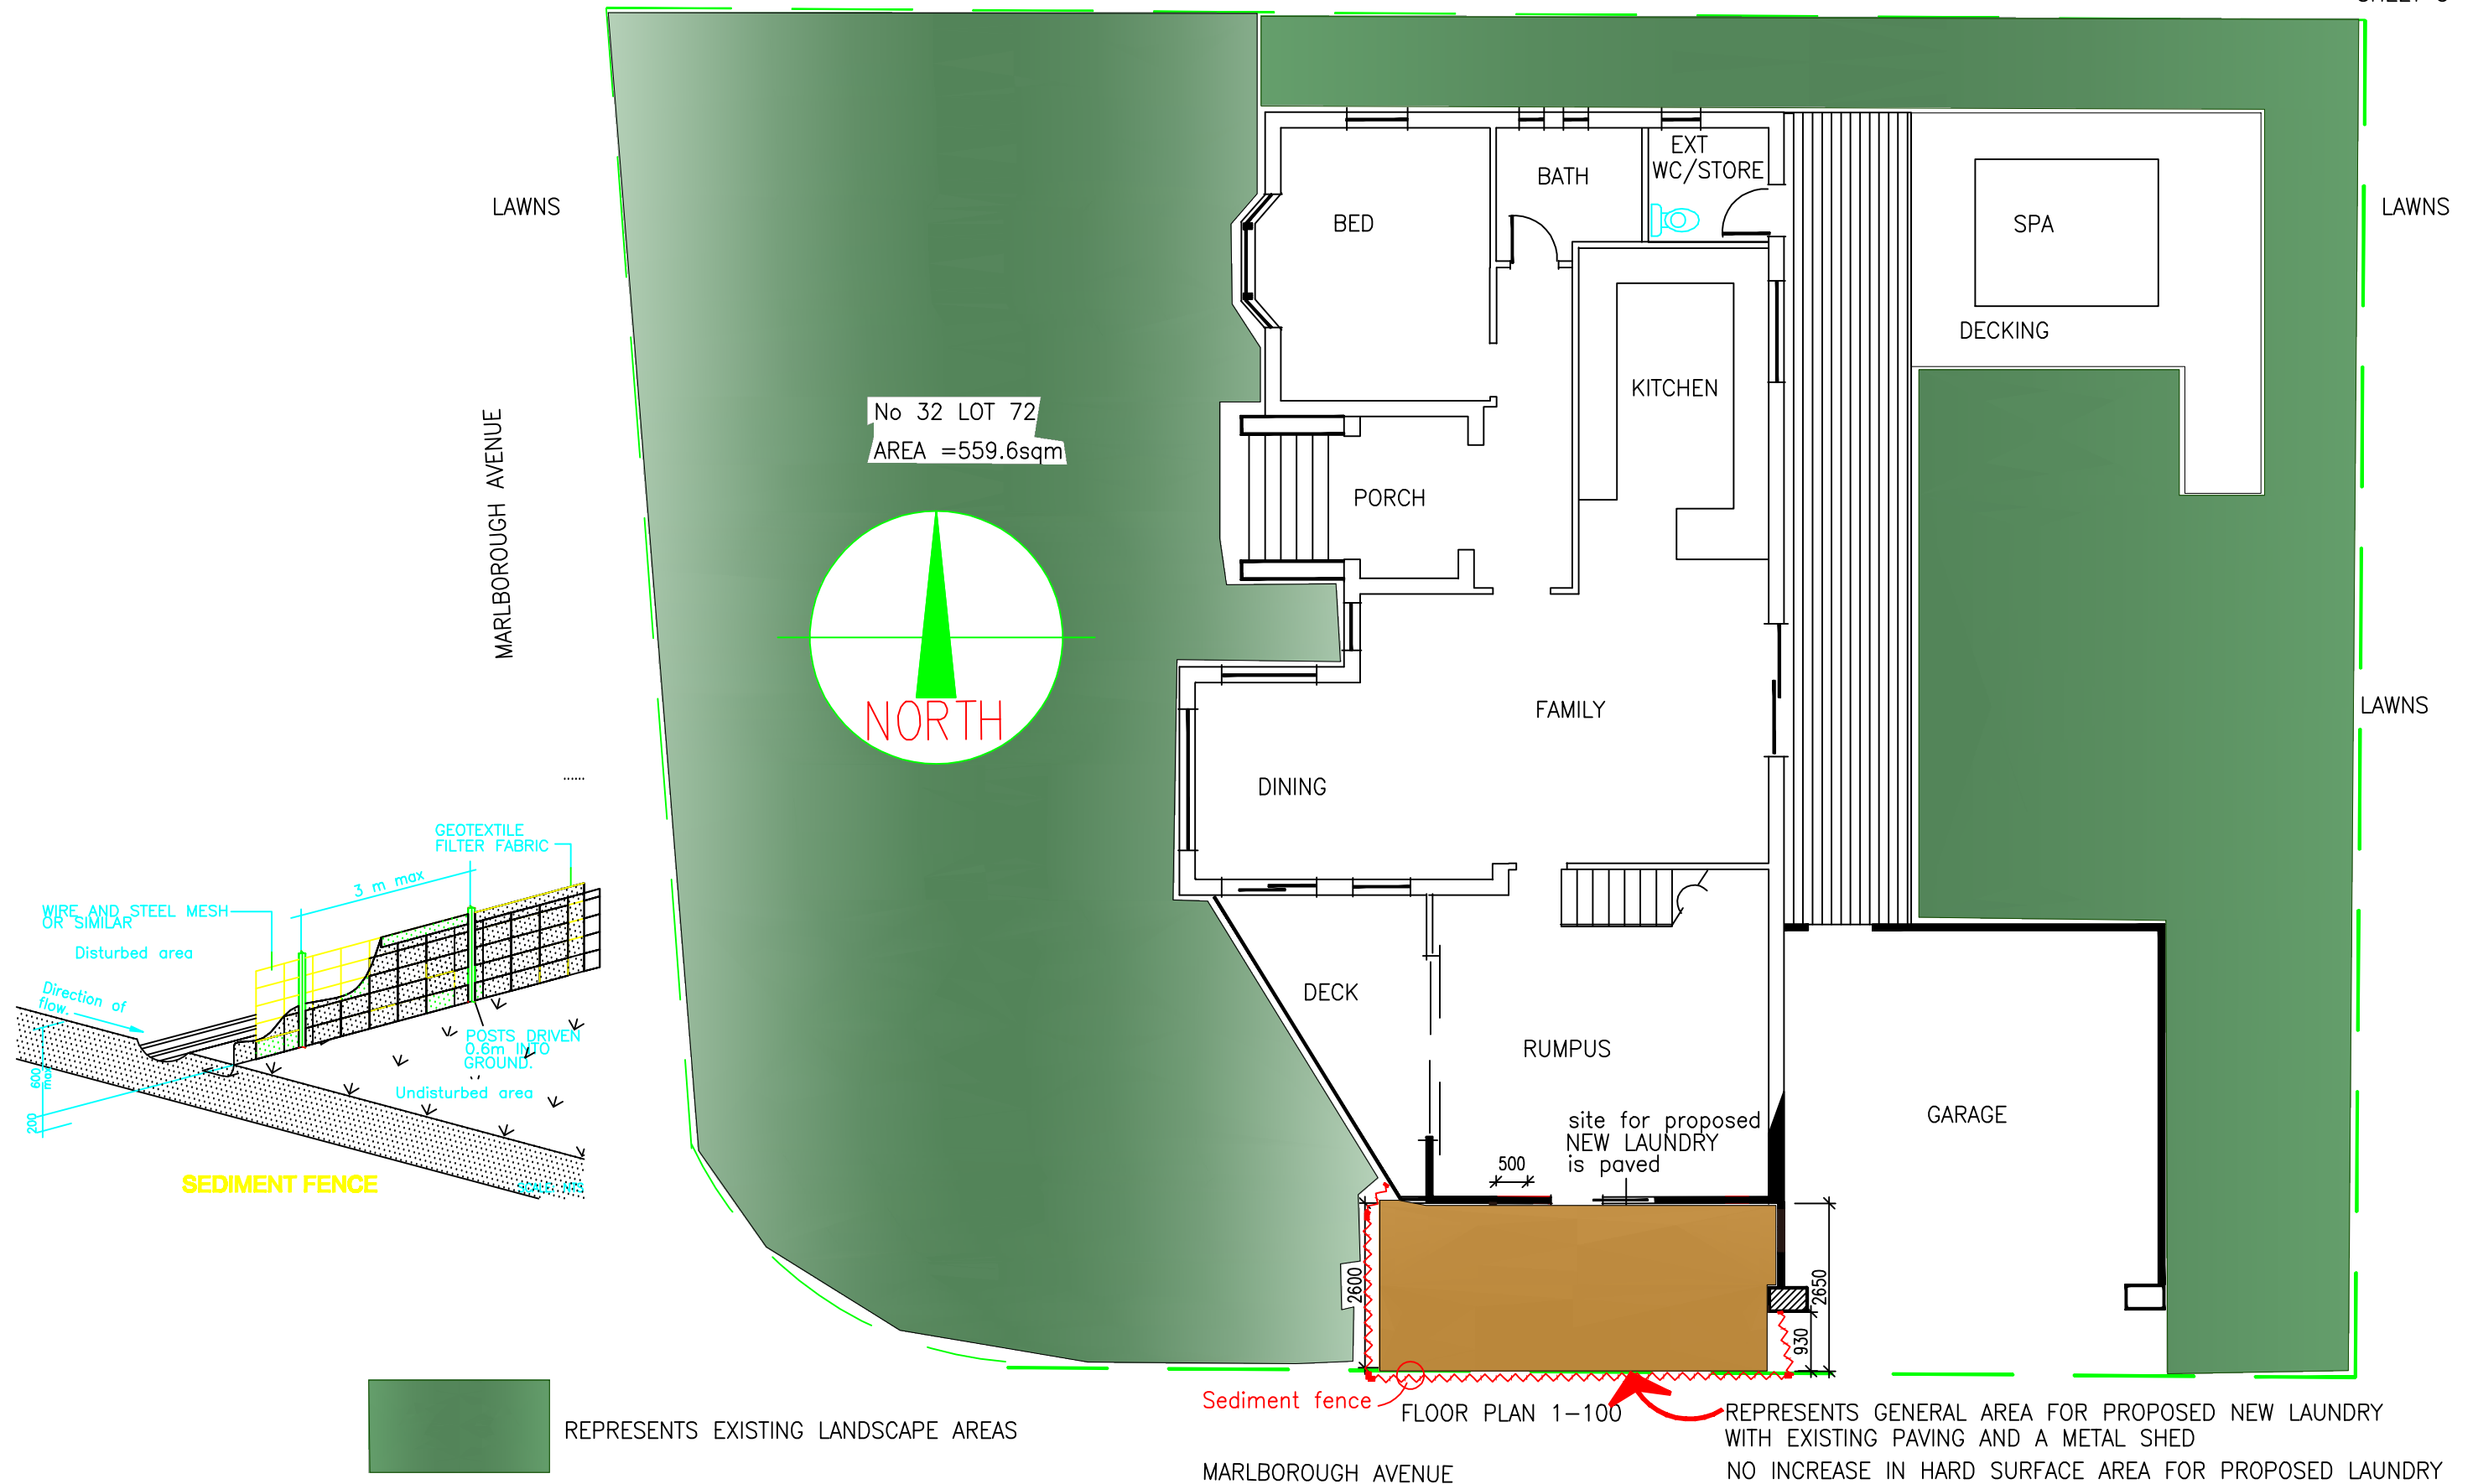 LAWNS
EXT
WC/STORE
BATH
BED
SPA
LAWNS
DECKING
KITCHEN
No 32 LOT 72
AREA =559.6sqm
MARLBOROUGH AVENUE
PORCH
NORTH
FAMILY
LAWNS
DINING
GEOTEXTILE
FILTER FABRIC
3 m max
WIRE AND STEEL MESH
OR SIMILAR
Disturbed area
Direction of
flow.
POSTS DRIVEN
0.6m INTO
GROUND.
Undisturbed area
600
max
200
SEDIMENT FENCE
SCALE: NTS
DECK
RUMPUS
GARAGE
site for proposed
NEW LAUNDRY
is paved
500
2600
2650
930
Sediment fence
FLOOR PLAN 1-100
REPRESENTS GENERAL AREA FOR PROPOSED NEW LAUNDRY
WITH EXISTING PAVING AND A METAL SHED
NO INCREASE IN HARD SURFACE AREA FOR PROPOSED LAUNDRY
REPRESENTS EXISTING LANDSCAPE AREAS
MARLBOROUGH AVENUE